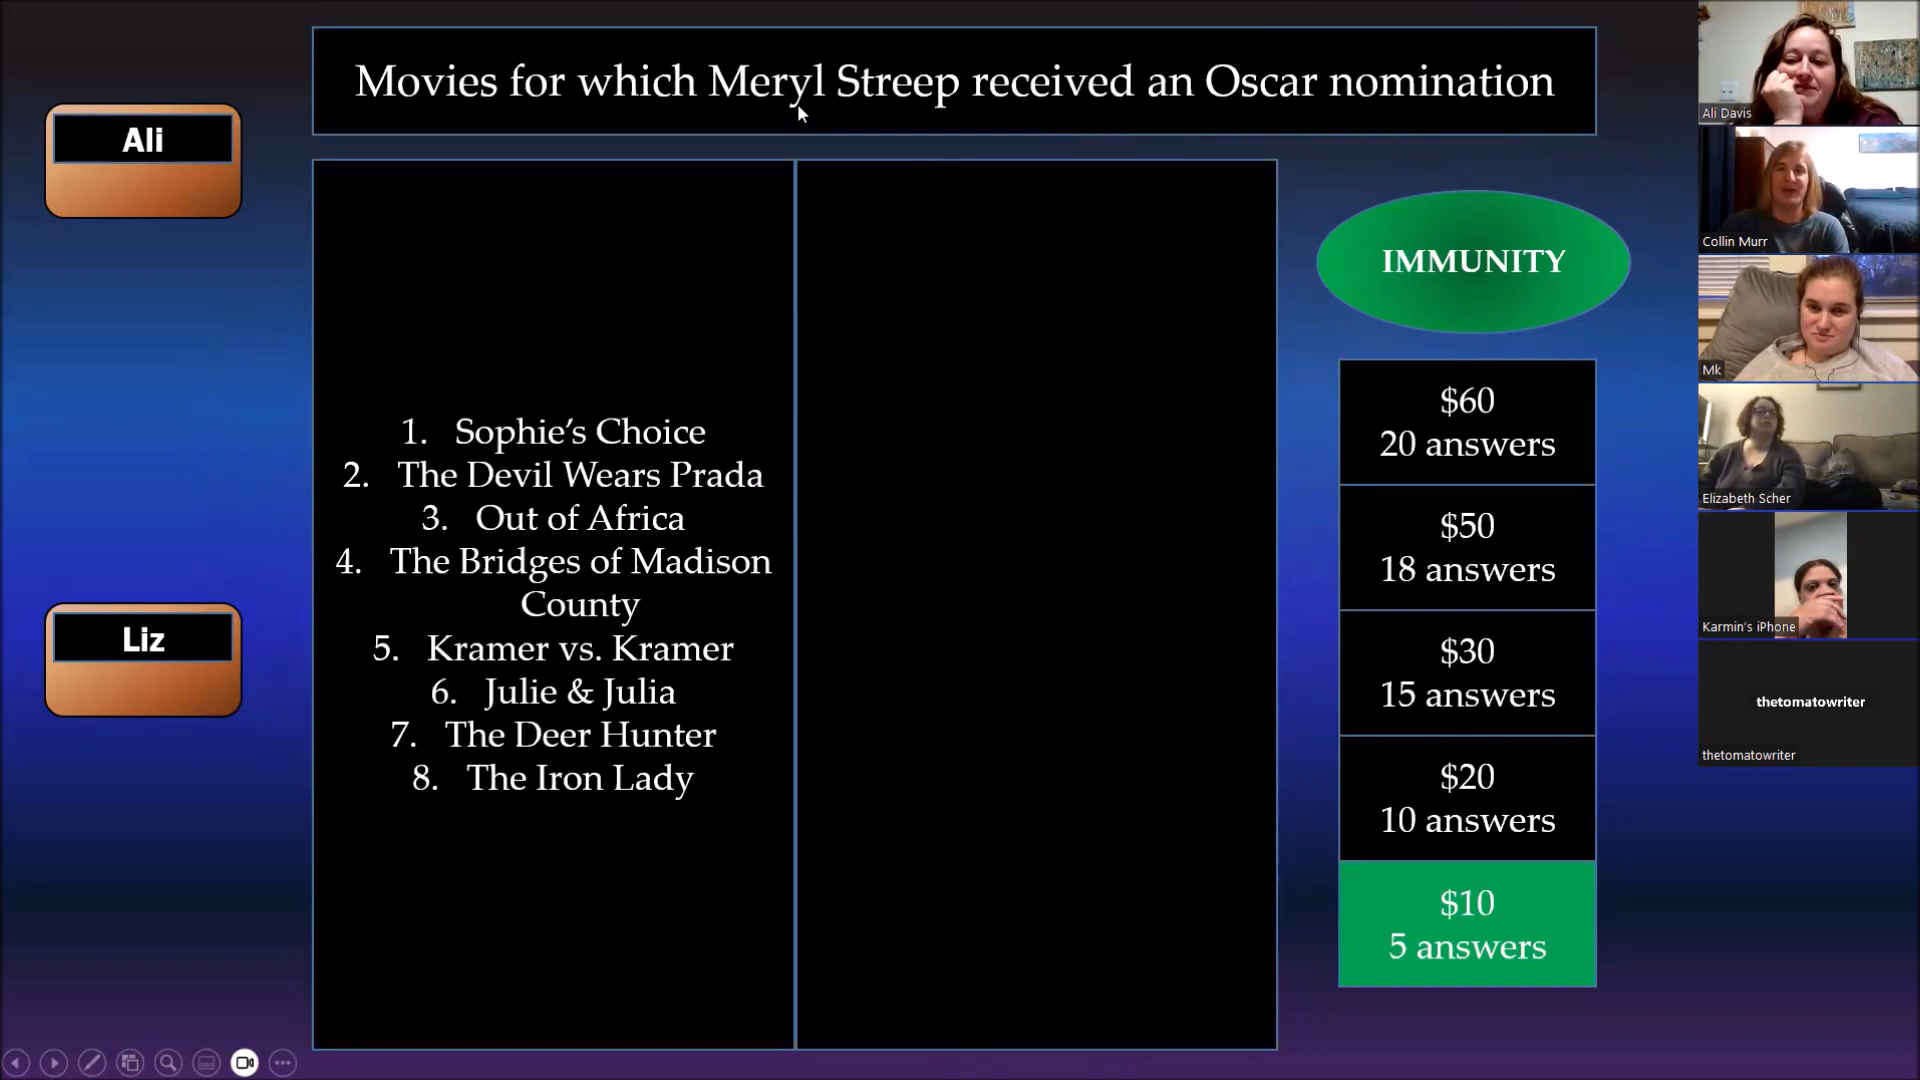 Movies for which Meryl Streep received an Oscar nomination
Ali
Liz
1. Sophie’s Choice
2. The Devil Wears Prada
3. Out of Africa
4. The Bridges of Madison
County
5. Kramer vs. Kramer
6. Julie & Julia
7. The Deer Hunter
8. The Iron Lady
IMMUNITY
$60
20 answers
$50
18 answers
$30
15 answers
$20
10 answers
$10
5 answers
Ali Davis
Collin Murr
Mk
Elizabeth Scher
Karmin's iPhone
thetomatowriter
thetomatowriter